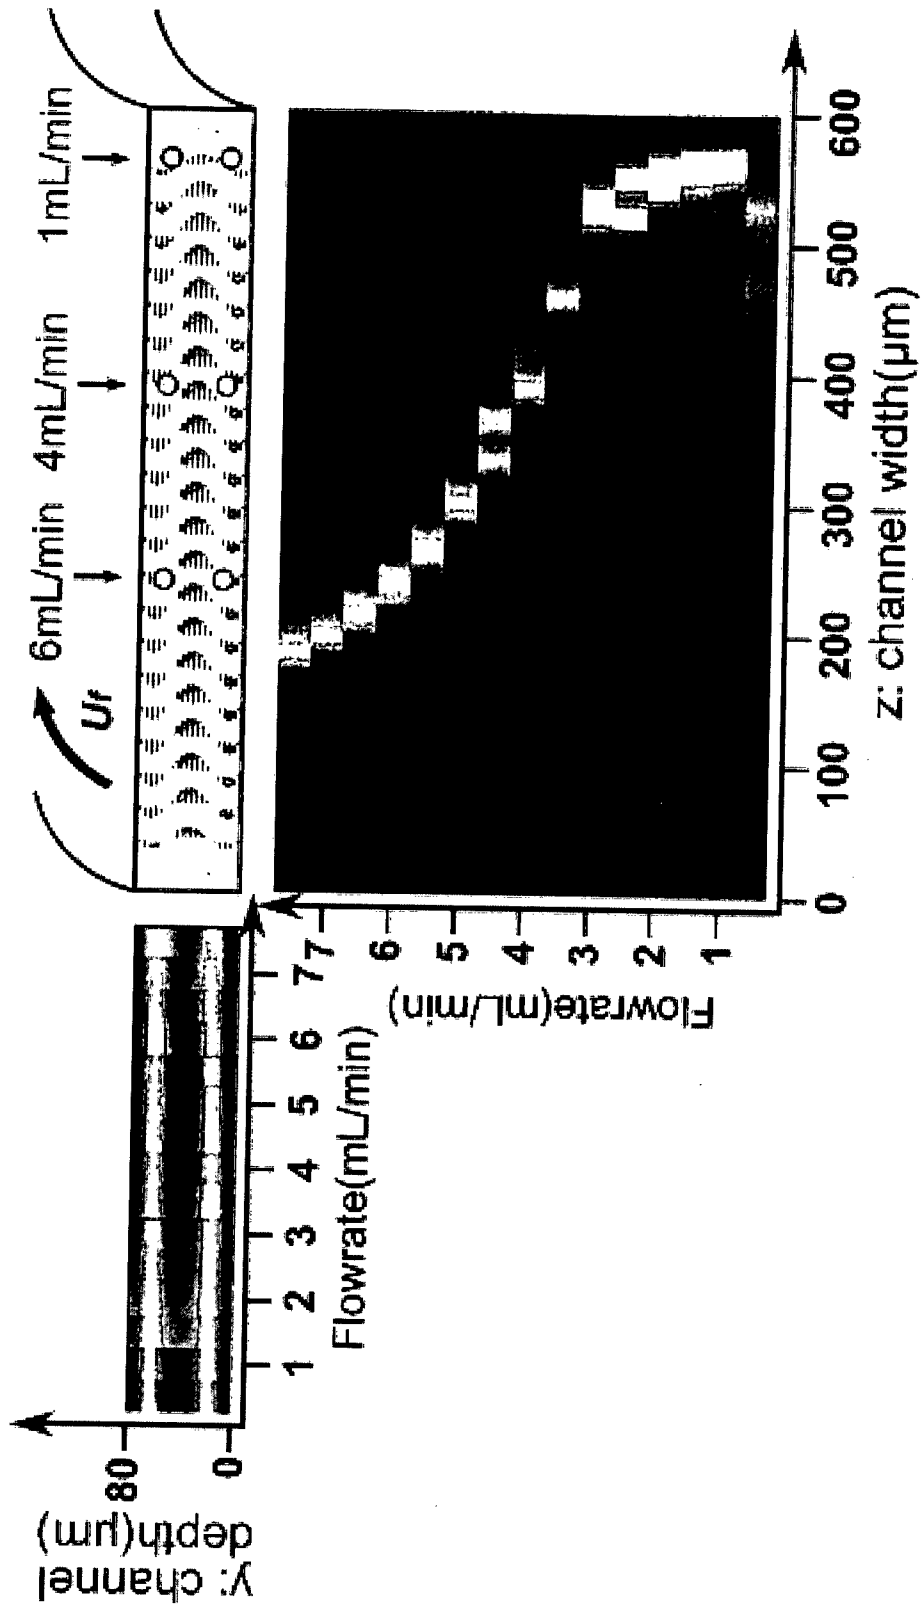 6mL/min 4mL/min 1mL/min
Uf
y: channel
depth(µm)
80
0
1 2 3 4 5 6 7
Flowrate(mL/min)
7
6
5
4
3
2
1
Flowrate(mL/min)
0 100 200 300 400 500 600
z: channel width(µm)